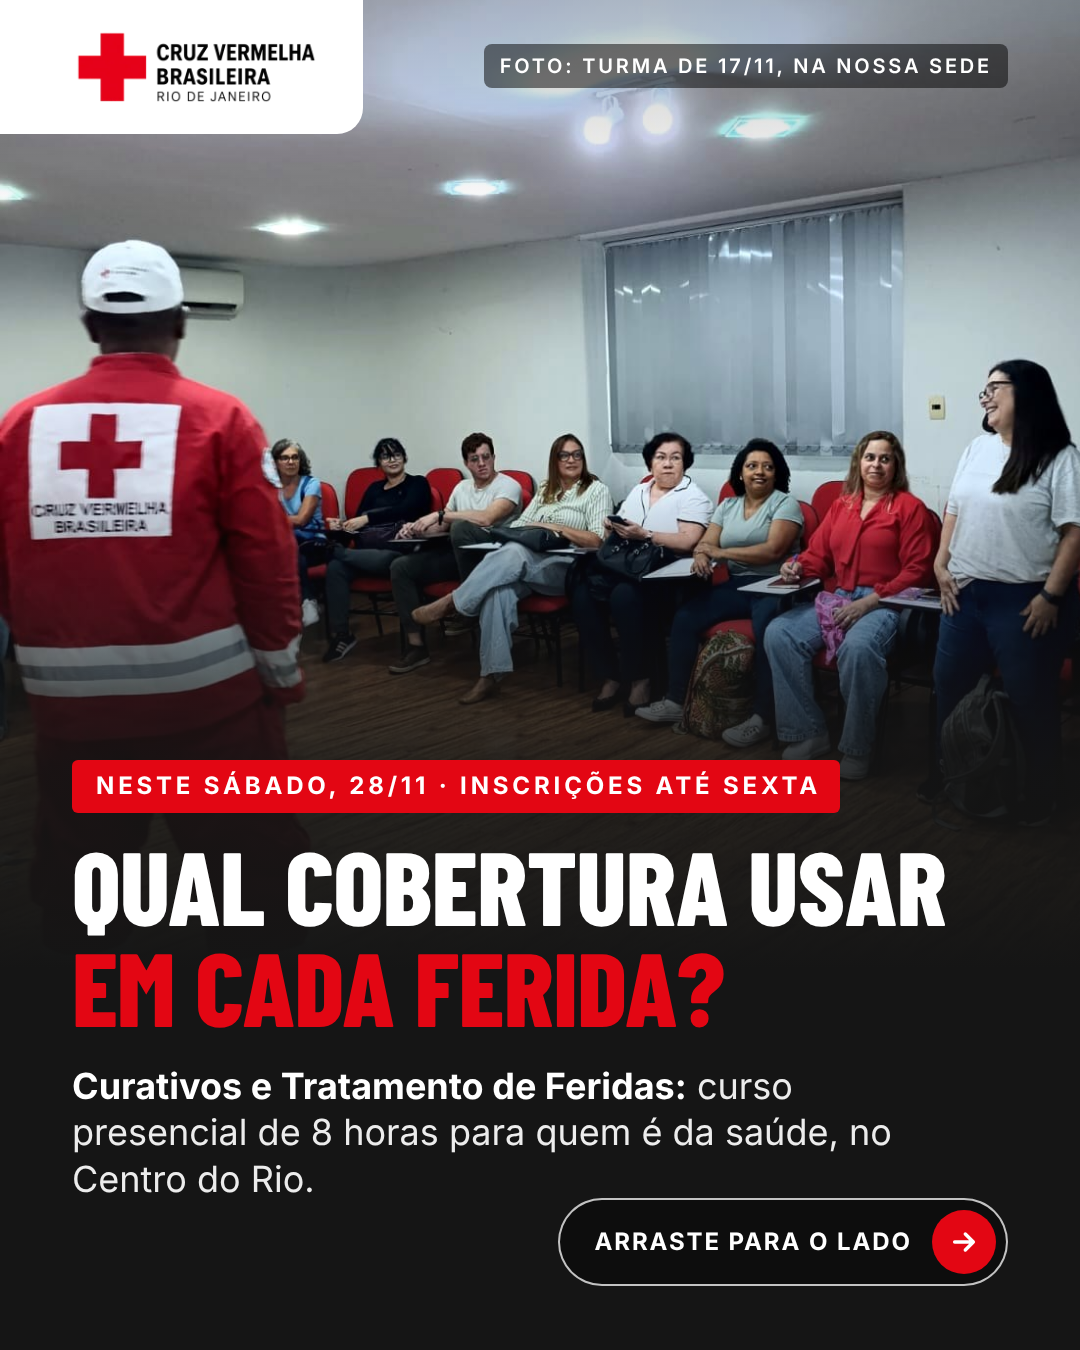 CRUZ VERMELHA
BRASILEIRA
RIO DE JANEIRO
FOTO: TURMA DE 17/11, NA NOSSA SEDE
CRUZ VERMELHA
BRASILEIRA
NESTE SÁBADO, 28/11 · INSCRIÇÕES ATÉ SEXTA
QUAL COBERTURA USAR
EM CADA FERIDA?
Curativos e Tratamento de Feridas: curso
presencial de 8 horas para quem é da saúde, no
Centro do Rio.
ARRASTE PARA O LADO